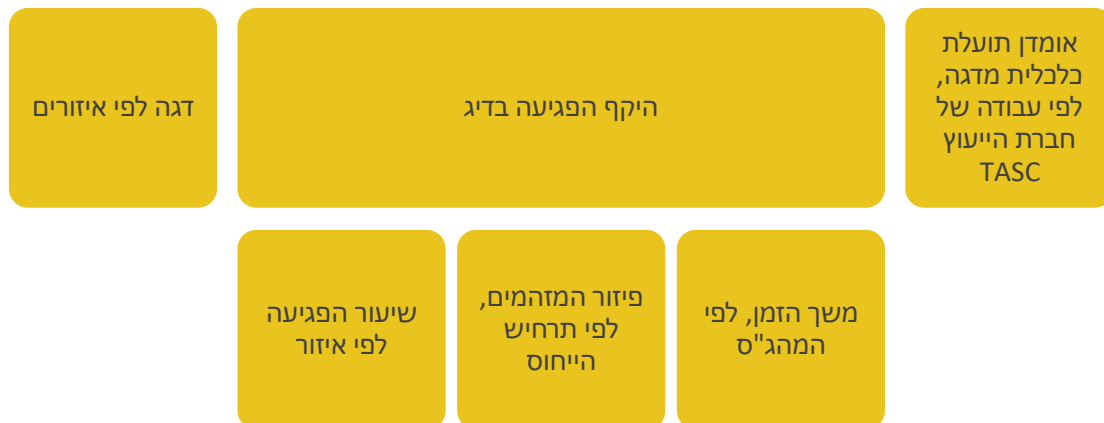 אומדן תועלת
כלכלית מדגה,
לפי עבודה של
חברת הייעוץ
TASC
היקף הפגיעה בדיג
דגה לפי איזורים
משך הזמן, לפי
המהג"ס
פיזור המזהמים,
לפי תרחיש
הייחוס
שיעור הפגיעה
לפי איזור